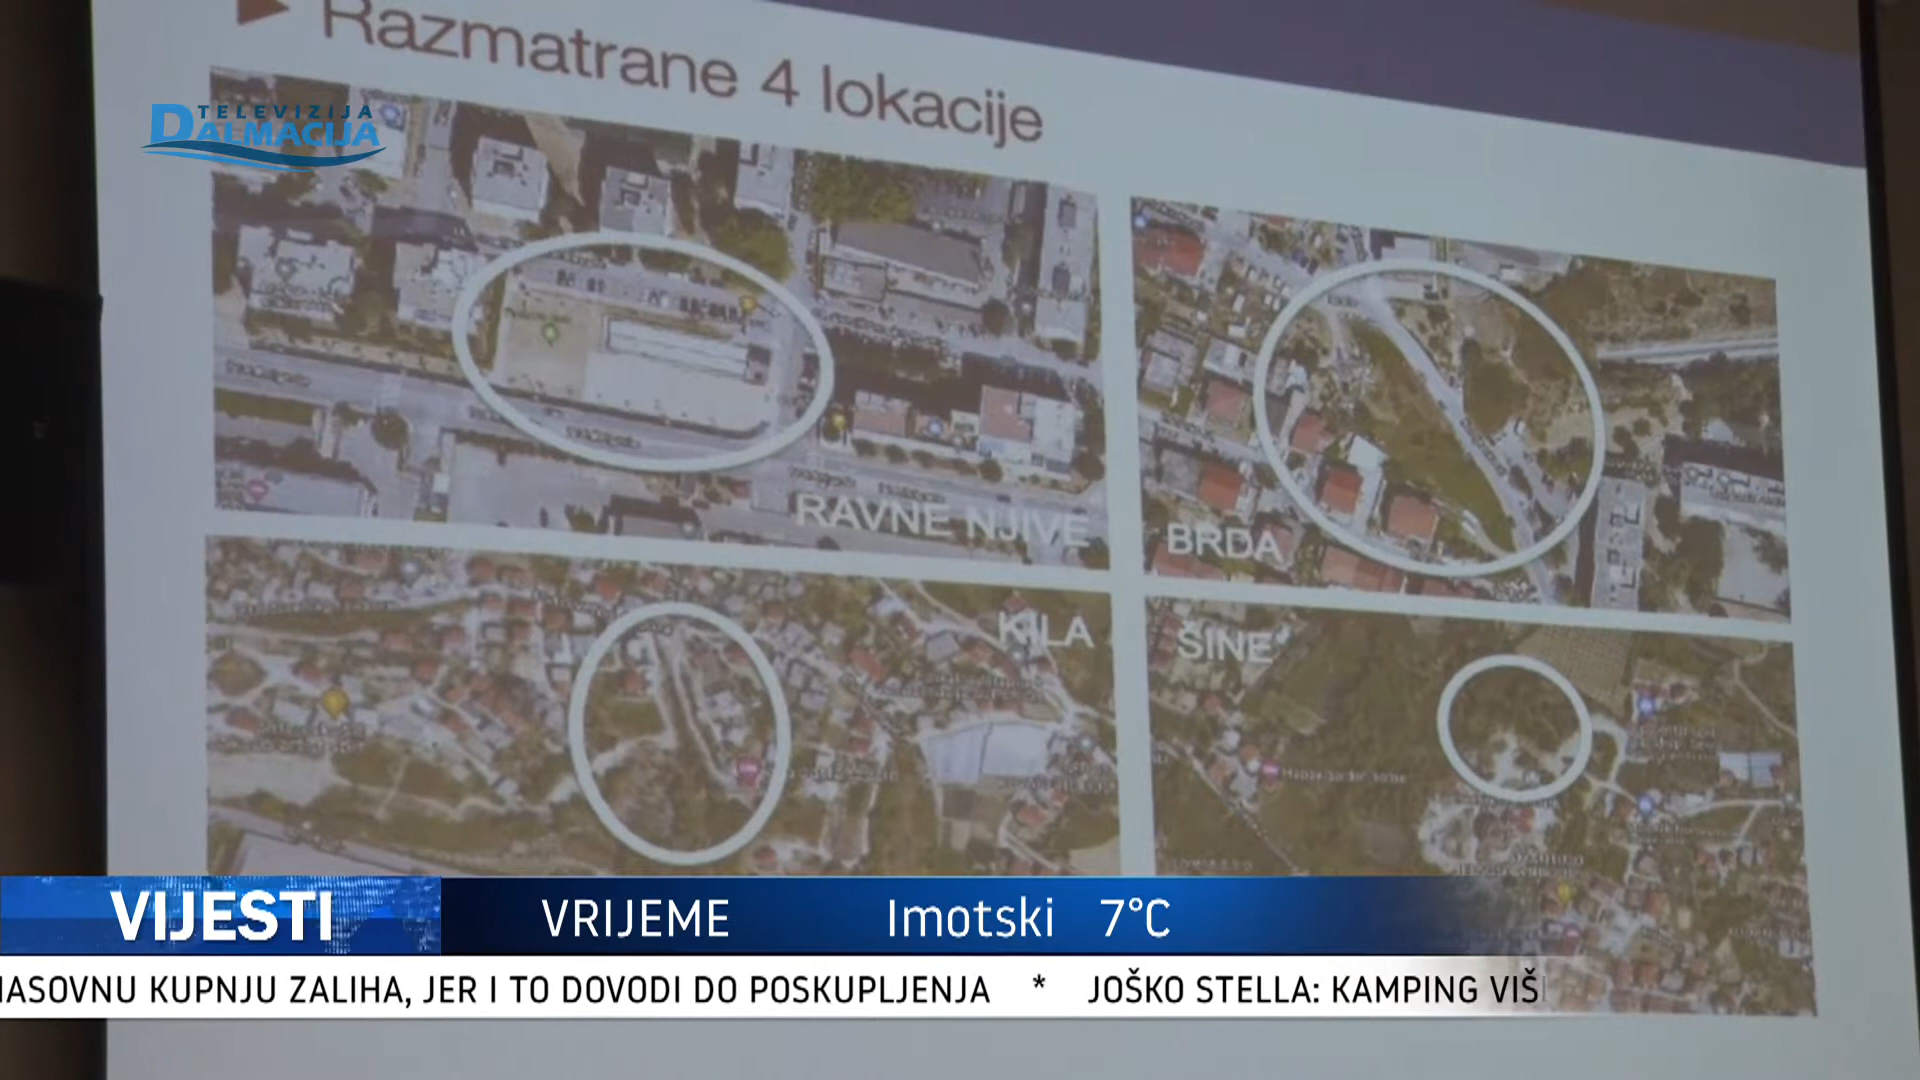 Razmatrane 4 lokacije
TELEVIZIJA
DALMACIJA
RAVNE NJIVE
BRDA
KILA
ŠINE
VIJESTI
VRIJEME Imotski 7°C
MASOVNU KUPNJU ZALIHA, JER I TO DOVODI DO POSKUPLJENJA * JOŠKO STELLA: KAMPING VIŠ